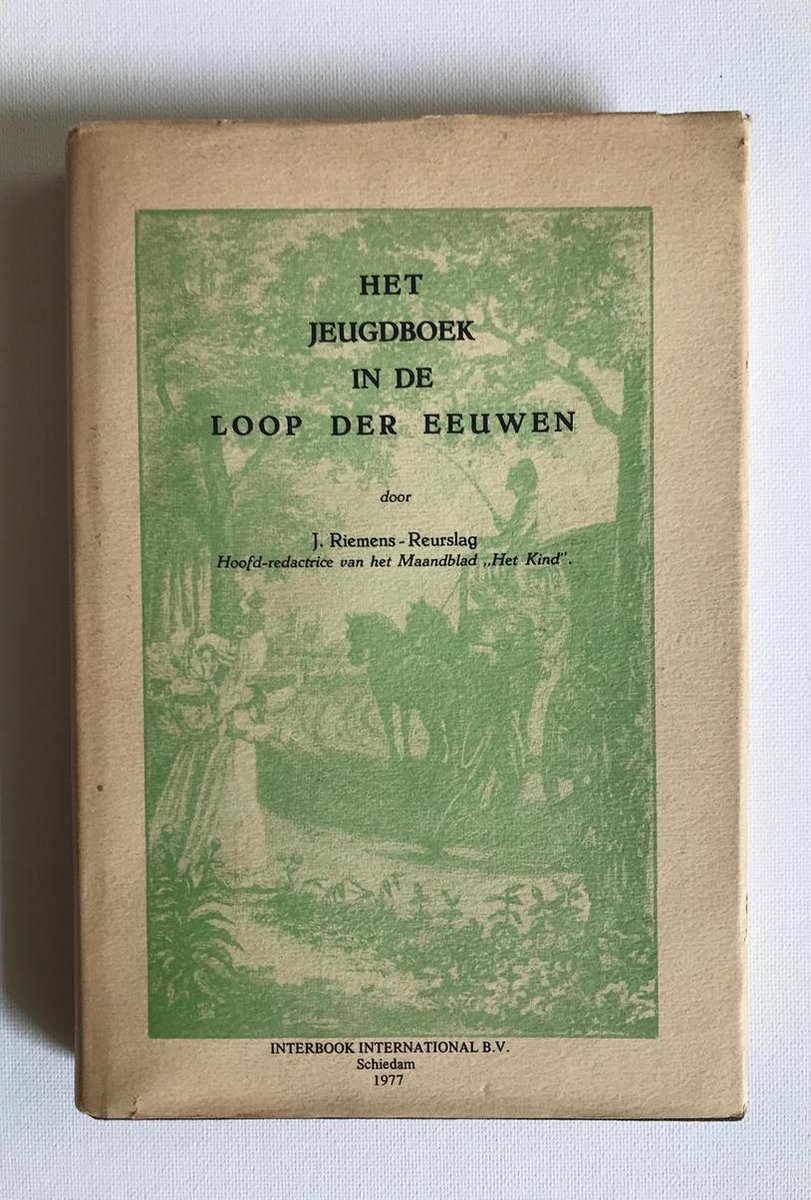 HET
JEUGDBOEK
IN DE
LOOP DER EEUWEN
door
J. Riemens - Reurslag
Hoofd-redactrice van het Maandblad „Het Kind".
INTERBOOK INTERNATIONAL B.V.
Schiedam
1977